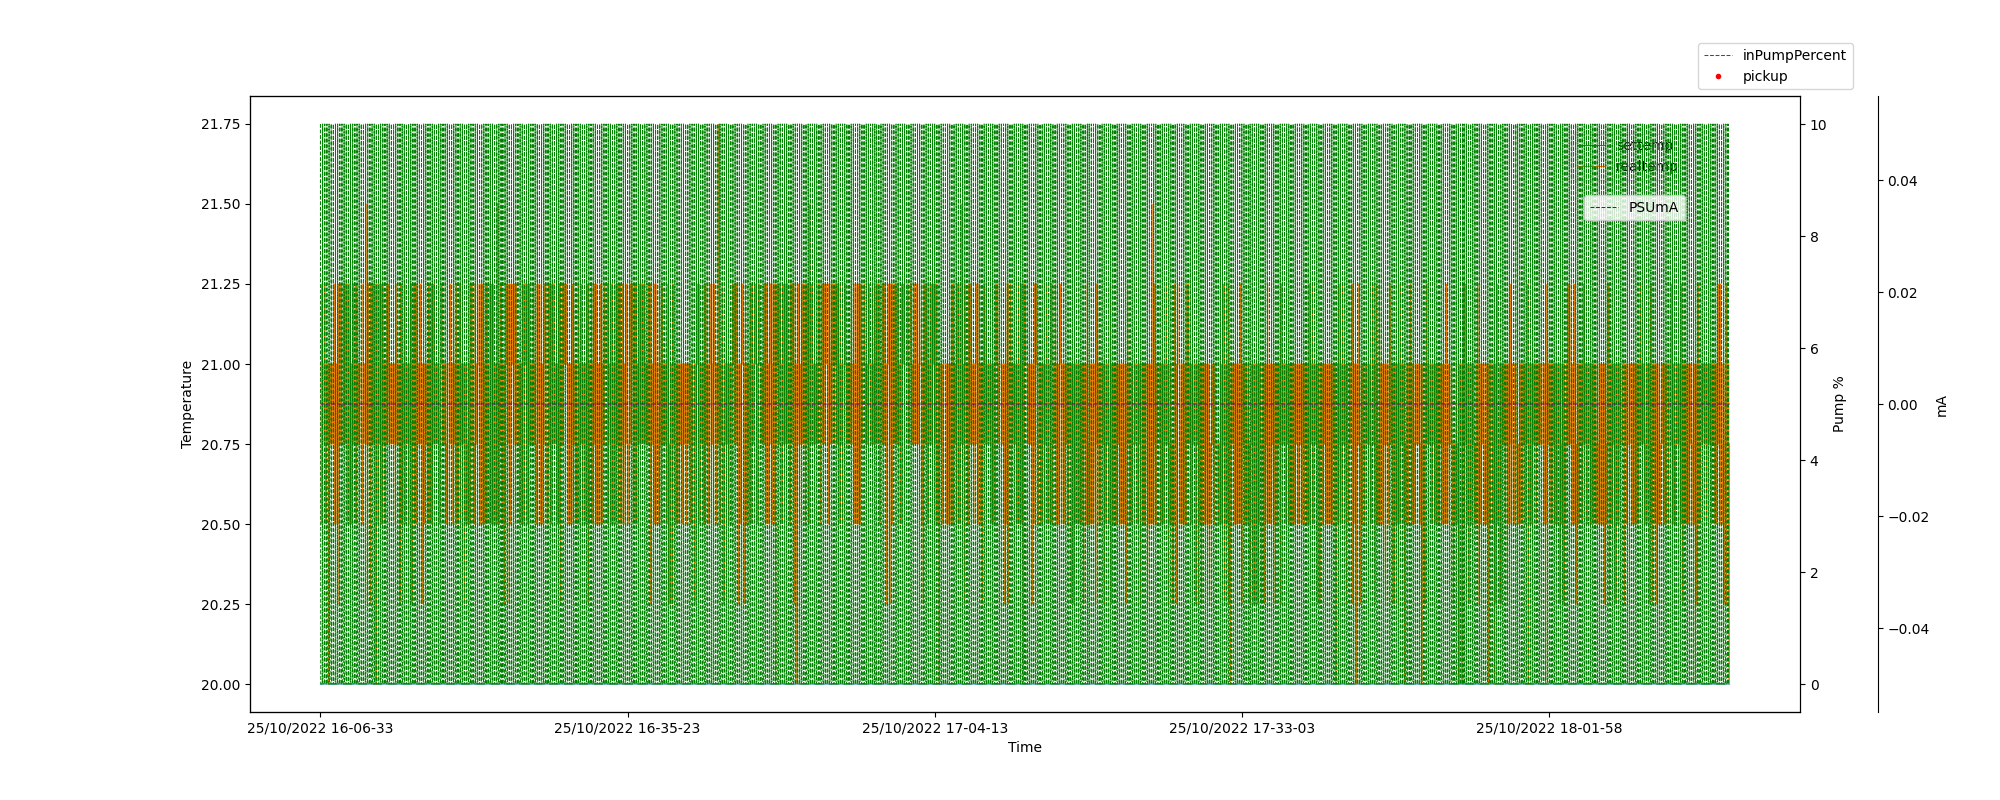 inPumpPercent
pickup
settemp
realtemp
PSUmA
21.75
21.50
21.25
21.00
20.75
20.50
20.25
20.00
Temperature
10
8
6
4
2
0
Pump %
0.04
0.02
0.00
−0.02
−0.04
mA
25/10/2022 16-06-33
25/10/2022 16-35-23
25/10/2022 17-04-13
25/10/2022 17-33-03
25/10/2022 18-01-58
Time